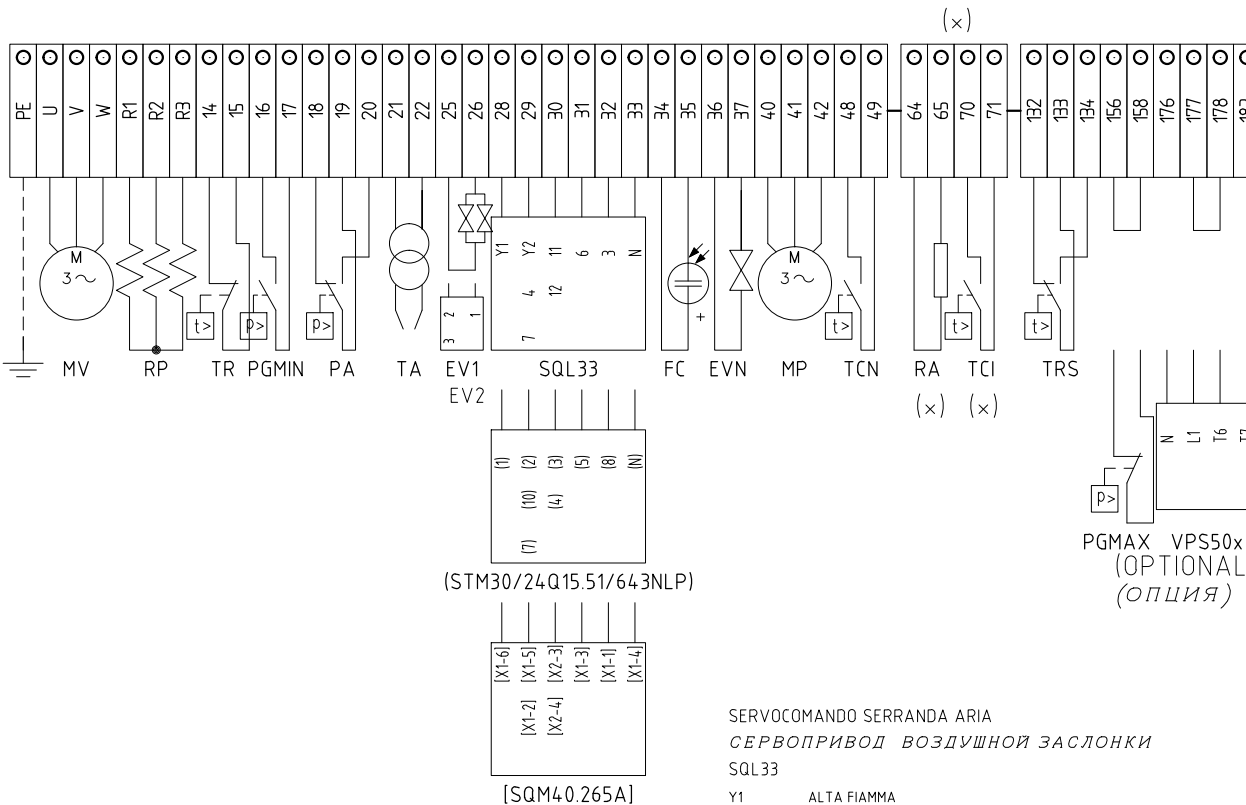 (x)
PE U V W R1 R2 R3 14 15 16 17 18 19 20 21 22 25 26 28 29 30 31 32 33 34 35 36 37 40 41 42 48 49 64 65 70 71 132 133 134 156 158 176 177 178
Y1 Y2 11 6 3 N
M M
3~ 3~
4 12
t> p> p> 3 2 1 7 + t> t> 
MV RP TR PGMIN PA TA EV1 SQL33 FC EVN MP TCN RA TCI TRS
EV2
(x) (x)
(1) (2) (3) (5) (8) (N)
N L1 T6 T7
(10) (4)
p>
(7)
PGMAX VPS50x
(STM30/24Q15.51/643NLP)
(OPTIONAL
(ОПЦИЯ)
[X1-6] [X1-5] [X2-3] [X1-3] [X1-1] [X1-4]
[X1-2] [X2-4]
SERVOCOMANDO SERRANDA ARIA
СЕРВОПРИВОД ВОЗДУШНОЙ ЗАСЛОНКИ
SQL33
[SQM40.265A]
Y1 ALTA FIAMMA